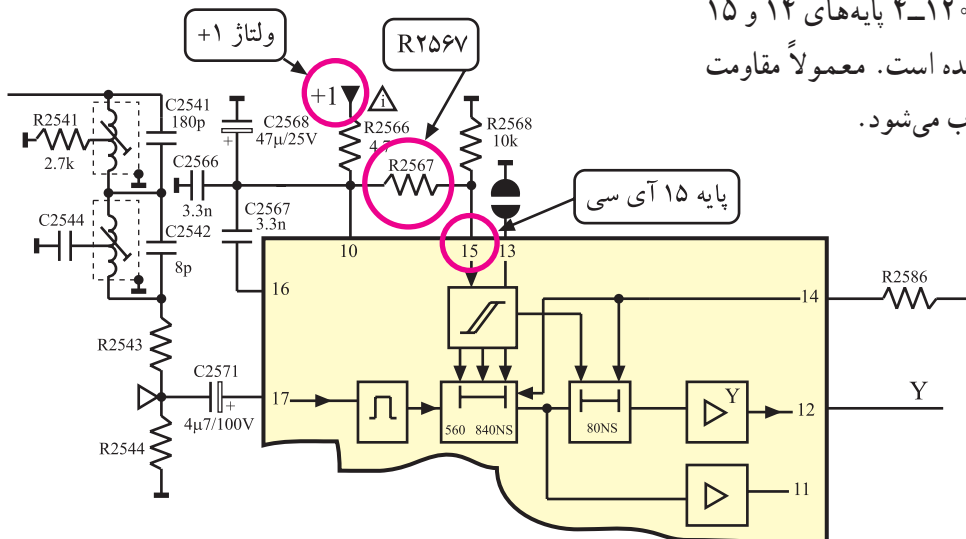 ۱۲۰–۴ پایه‌های ۱۴ و ۱۵
ده است. معمولاً مقاومت
ب می‌شود.
ولتاژ ۱+
R۲۵۶۷
+1
i
C2541
180p
R2541
2.7k
C2568
47µ/25V
R2566
4.7
R2568
10k
R2567
C2566
3.3n
C2567
3.3n
پایه ۱۵ آی سی
C2544
C2542
8p
10
15
13
16
14
R2586
R2543
C2571
4µ7/100V
17
560 840NS
80NS
Y
12
Y
R2544
11